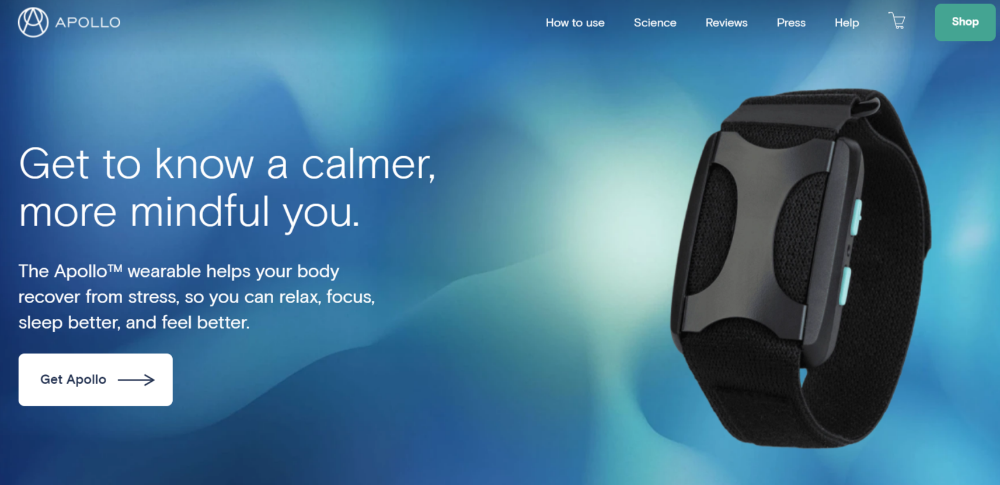 APOLLO
How to use
Science
Reviews
Press
Help
Shop
Get to know a calmer,
more mindful you.
The Apollo™ wearable helps your body
recover from stress, so you can relax, focus,
sleep better, and feel better.
Get Apollo